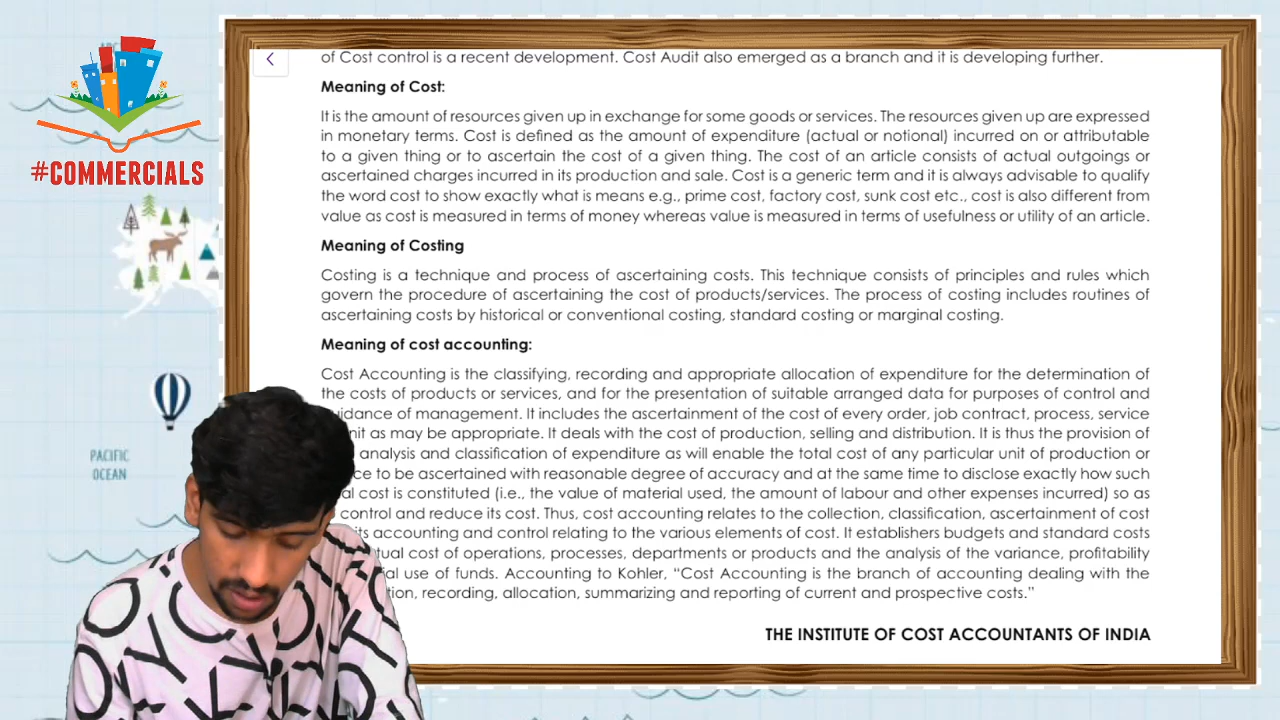 #COMMERCIALS
PACIFIC
OCEAN
of Cost control is a recent development. Cost Audit also emerged as a branch and it is developing further.
Meaning of Cost:
It is the amount of resources given up in exchange for some goods or services. The resources given up are expressed
in monetary terms. Cost is defined as the amount of expenditure (actual or notional) incurred on or attributable
to a given thing or to ascertain the cost of a given thing. The cost of an article consists of actual outgoings or
ascertained charges incurred in its production and sale. Cost is a generic term and it is always advisable to qualify
the word cost to show exactly what is means e.g., prime cost, factory cost, sunk cost etc., cost is also different from
value as cost is measured in terms of money whereas value is measured in terms of usefulness or utility of an article.
Meaning of Costing
Costing is a technique and process of ascertaining costs. This technique consists of principles and rules which
govern the procedure of ascertaining the cost of products/services. The process of costing includes routines of
ascertaining costs by historical or conventional costing, standard costing or marginal costing.
Meaning of cost accounting:
Cost Accounting is the classifying, recording and appropriate allocation of expenditure for the determination of
the costs of products or services, and for the presentation of suitable arranged data for purposes of control and
guidance of management. It includes the ascertainment of the cost of every order, job contract, process, service
unit as may be appropriate. It deals with the cost of production, selling and distribution. It is thus the provision of
analysis and classification of expenditure as will enable the total cost of any particular unit of production or
to be ascertained with reasonable degree of accuracy and at the same time to disclose exactly how such
cost is constituted (i.e., the value of material used, the amount of labour and other expenses incurred) so as
control and reduce its cost. Thus, cost accounting relates to the collection, classification, ascertainment of cost
its accounting and control relating to the various elements of cost. It establishers budgets and standard costs
cost of operations, processes, departments or products and the analysis of the variance, profitability
use of funds. Accounting to Kohler, “Cost Accounting is the branch of accounting dealing with the
recording, allocation, summarizing and reporting of current and prospective costs.”
THE INSTITUTE OF COST ACCOUNTANTS OF INDIA